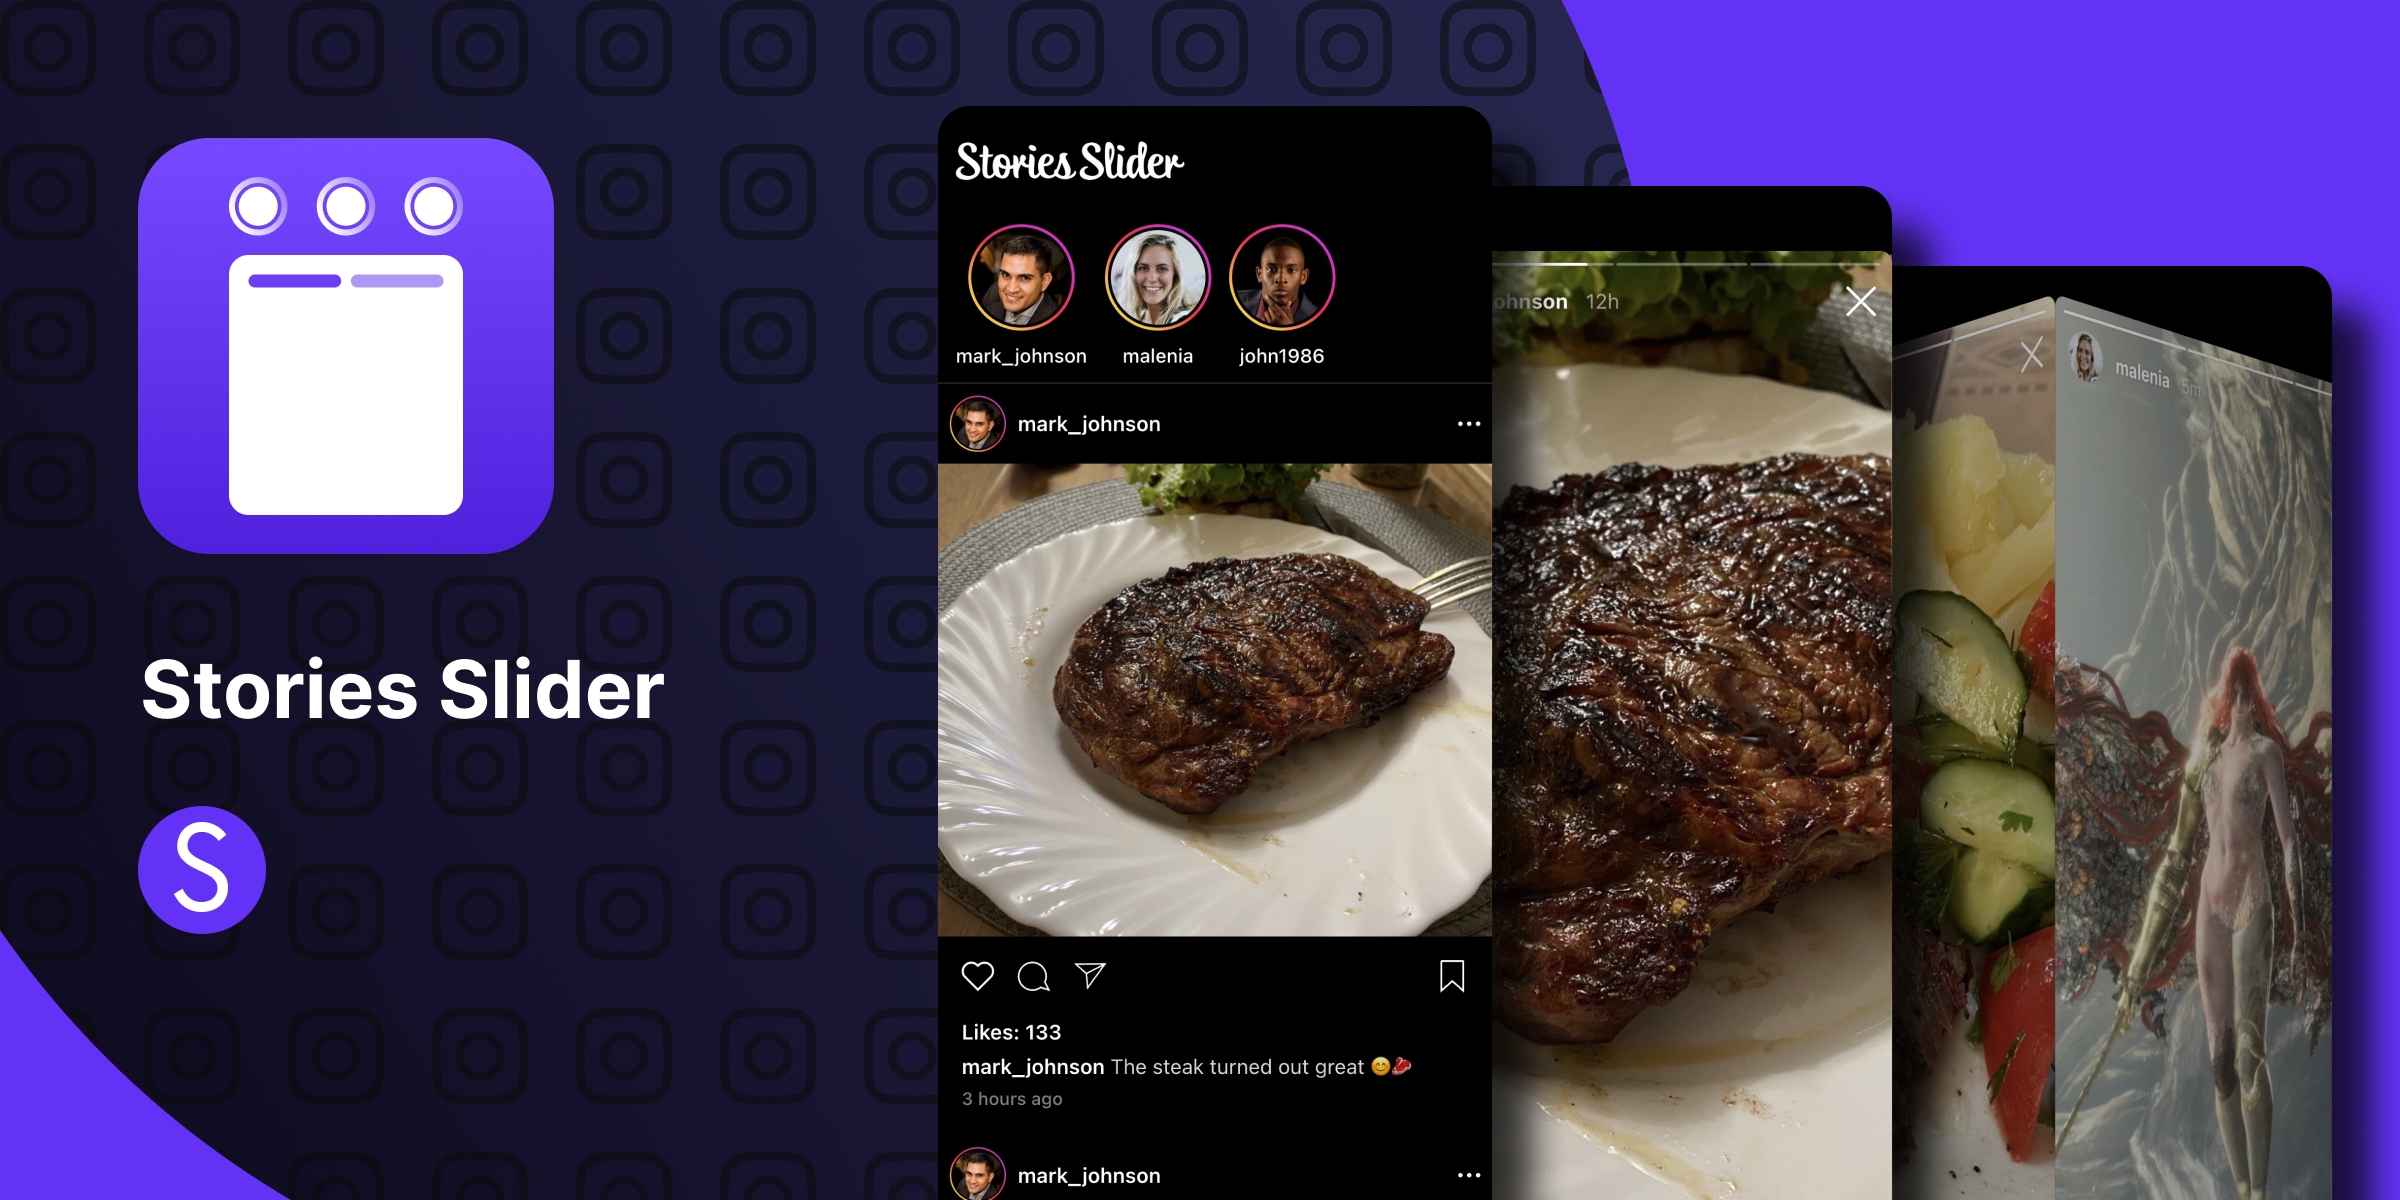 Stories Slider
S
Stories Slider
mark_johnson
malenia
john1986
mark_johnson
Likes: 133
mark_johnson The steak turned out great 😊🥩
3 hours ago
mark_johnson
ohnson 12h
malenia 5m